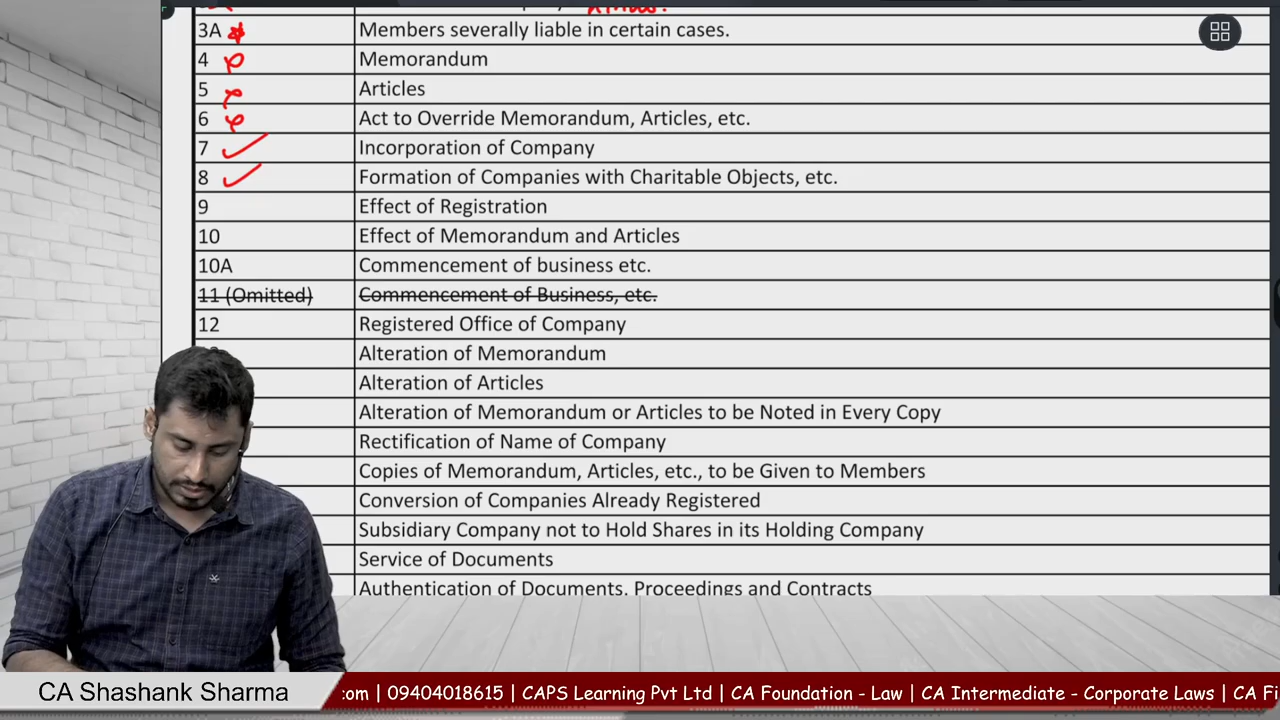 3A Members severally liable in certain cases.
4 Memorandum
5 Articles
6 Act to Override Memorandum, Articles, etc.
7 Incorporation of Company
8 Formation of Companies with Charitable Objects, etc.
9 Effect of Registration
10 Effect of Memorandum and Articles
10A Commencement of business etc.
11 (Omitted) Commencement of Business, etc.
12 Registered Office of Company
Alteration of Memorandum
Alteration of Articles
Alteration of Memorandum or Articles to be Noted in Every Copy
Rectification of Name of Company
Copies of Memorandum, Articles, etc., to be Given to Members
Conversion of Companies Already Registered
Subsidiary Company not to Hold Shares in its Holding Company
Service of Documents
Authentication of Documents, Proceedings and Contracts
CA Shashank Sharma
.com | 09404018615 | CAPS Learning Pvt Ltd | CA Foundation - Law | CA Intermediate - Corporate Laws | CA Fi